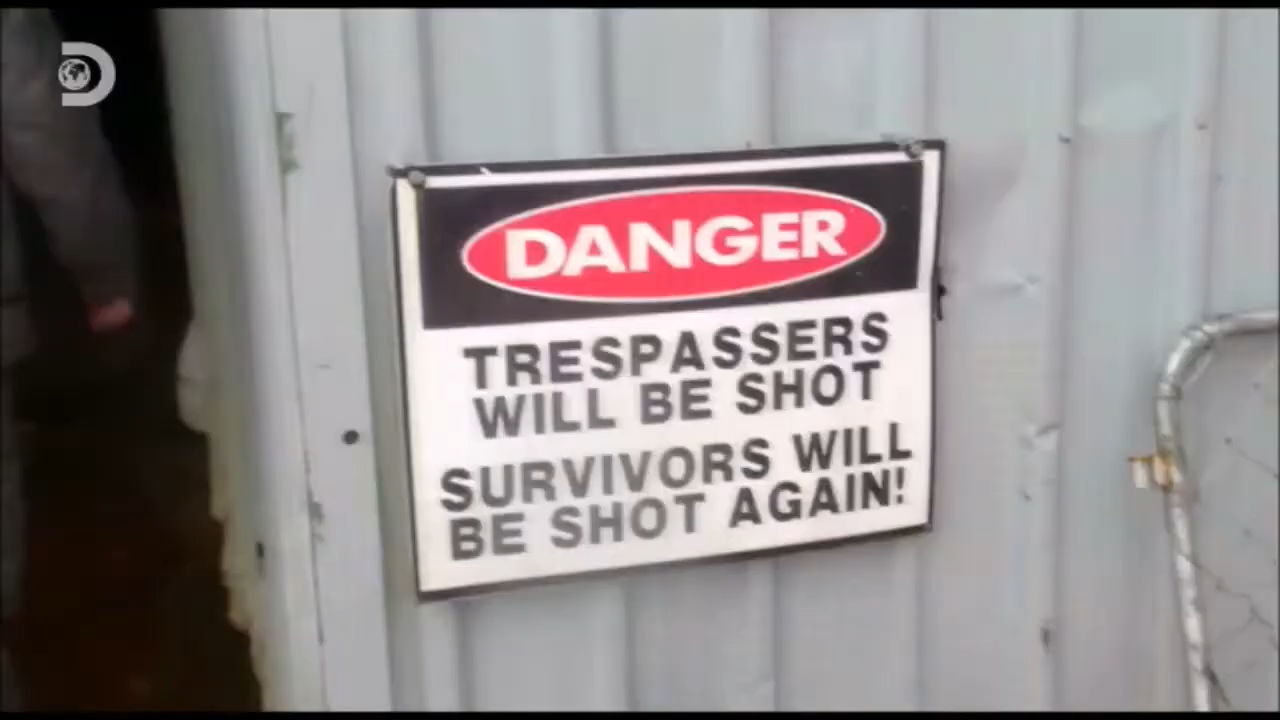 DANGER
TRESPASSERS
WILL BE SHOT
SURVIVORS WILL
BE SHOT AGAIN!